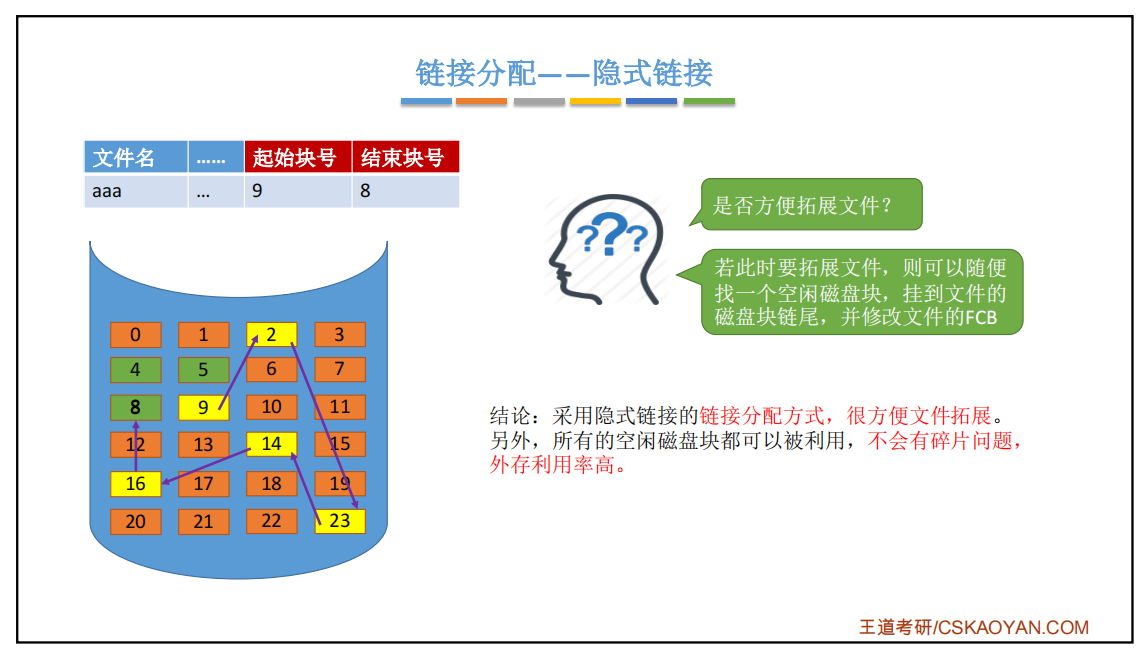 链接分配——隐式链接
文件名 …… 起始块号 结束块号
aaa … 9 8
???
是否方便拓展文件？
若此时要拓展文件，则可以随便
找一个空闲磁盘块，挂到文件的
磁盘块链尾，并修改文件的FCB
0 1 2 3
4 5 6 7
8 9 10 11
12 13 14 15
16 17 18 19
20 21 22 23
结论：采用隐式链接的链接分配方式，很方便文件拓展。
另外，所有的空闲磁盘块都可以被利用，不会有碎片问题，
外存利用率高。
王道考研/CSKAOYAN.COM